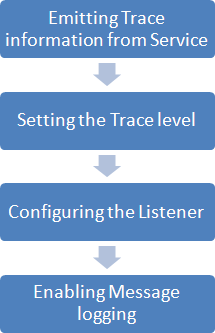 Emitting Trace
information from Service
Setting the Trace level
Configuring the Listener
Enabling Message
logging